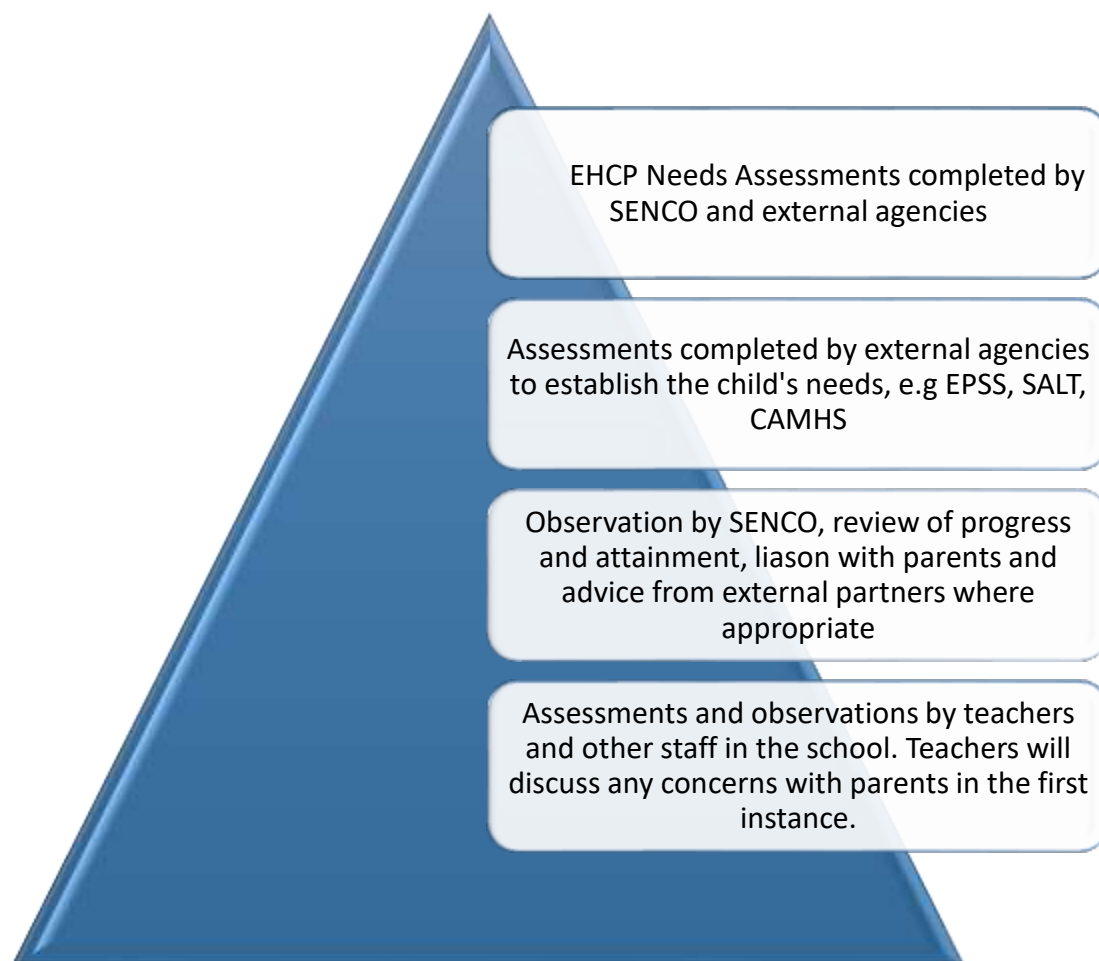 EHCP Needs Assessments completed by
SENCO and external agencies
Assessments completed by external agencies
to establish the child's needs, e.g EPSS, SALT,
CAMHS
Observation by SENCO, review of progress
and attainment, liason with parents and
advice from external partners where
appropriate
Assessments and observations by teachers
and other staff in the school. Teachers will
discuss any concerns with parents in the first
instance.